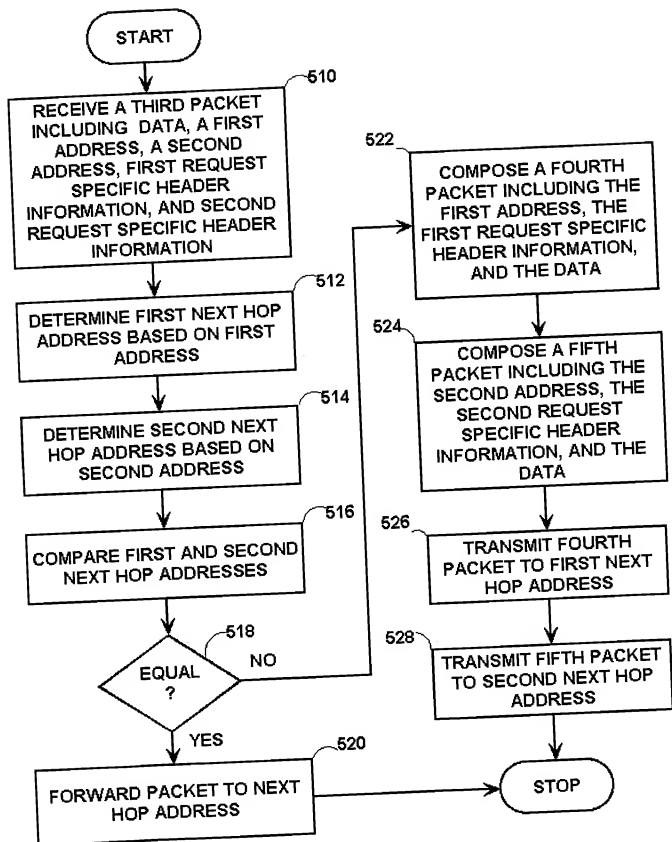 START
510
RECEIVE A THIRD PACKET
INCLUDING DATA, A FIRST
ADDRESS, A SECOND
ADDRESS, FIRST REQUEST
SPECIFIC HEADER
INFORMATION, AND SECOND
REQUEST SPECIFIC HEADER
INFORMATION
512
DETERMINE FIRST NEXT HOP
ADDRESS BASED ON FIRST
ADDRESS
514
DETERMINE SECOND NEXT
HOP ADDRESS BASED ON
SECOND ADDRESS
516
COMPARE FIRST AND SECOND
NEXT HOP ADDRESSES
518
EQUAL
?
NO
YES
520
FORWARD PACKET TO NEXT
HOP ADDRESS
522
COMPOSE A FOURTH
PACKET INCLUDING THE
FIRST ADDRESS, THE
FIRST REQUEST SPECIFIC
HEADER INFORMATION,
AND THE DATA
524
COMPOSE A FIFTH
PACKET INCLUDING THE
SECOND ADDRESS, THE
SECOND REQUEST
SPECIFIC HEADER
INFORMATION, AND THE
DATA
526
TRANSMIT FOURTH
PACKET TO FIRST NEXT
HOP ADDRESS
528
TRANSMIT FIFTH PACKET
TO SECOND NEXT HOP
ADDRESS
STOP